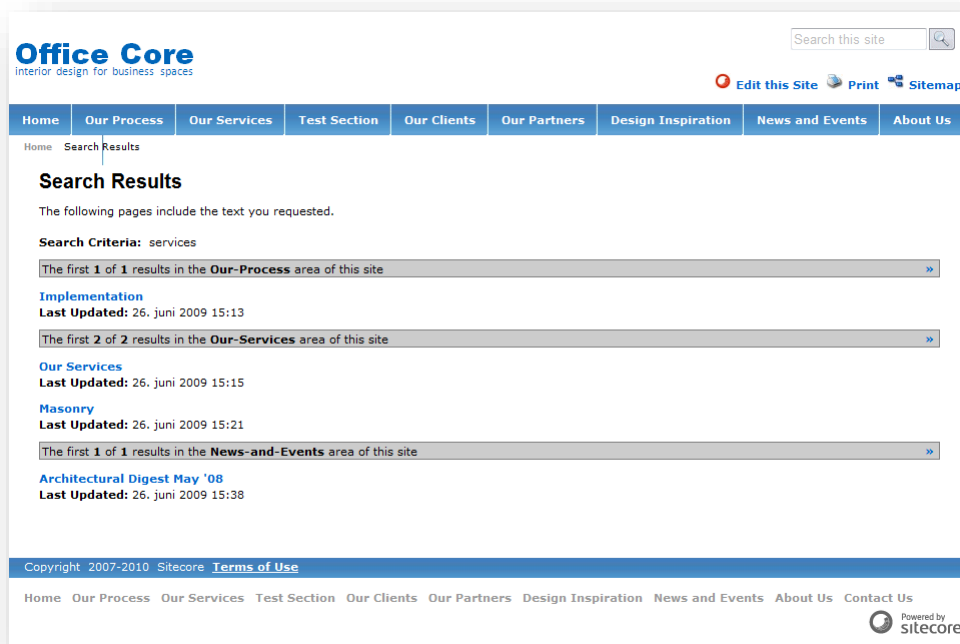 Search this site
Office Core
interior design for business spaces
Edit this Site Print Sitemap
Home Our Process Our Services Test Section Our Clients Our Partners Design Inspiration News and Events About Us
Home Search Results
Search Results
The following pages include the text you requested.
Search Criteria: services
The first 1 of 1 results in the Our-Process area of this site »
Implementation
Last Updated: 26. juni 2009 15:13
The first 2 of 2 results in the Our-Services area of this site »
Our Services
Last Updated: 26. juni 2009 15:15
Masonry
Last Updated: 26. juni 2009 15:21
The first 1 of 1 results in the News-and-Events area of this site »
Architectural Digest May '08
Last Updated: 26. juni 2009 15:38
Copyright 2007-2010 Sitecore Terms of Use
Home Our Process Our Services Test Section Our Clients Our Partners Design Inspiration News and Events About Us Contact Us
Powered by
sitecore